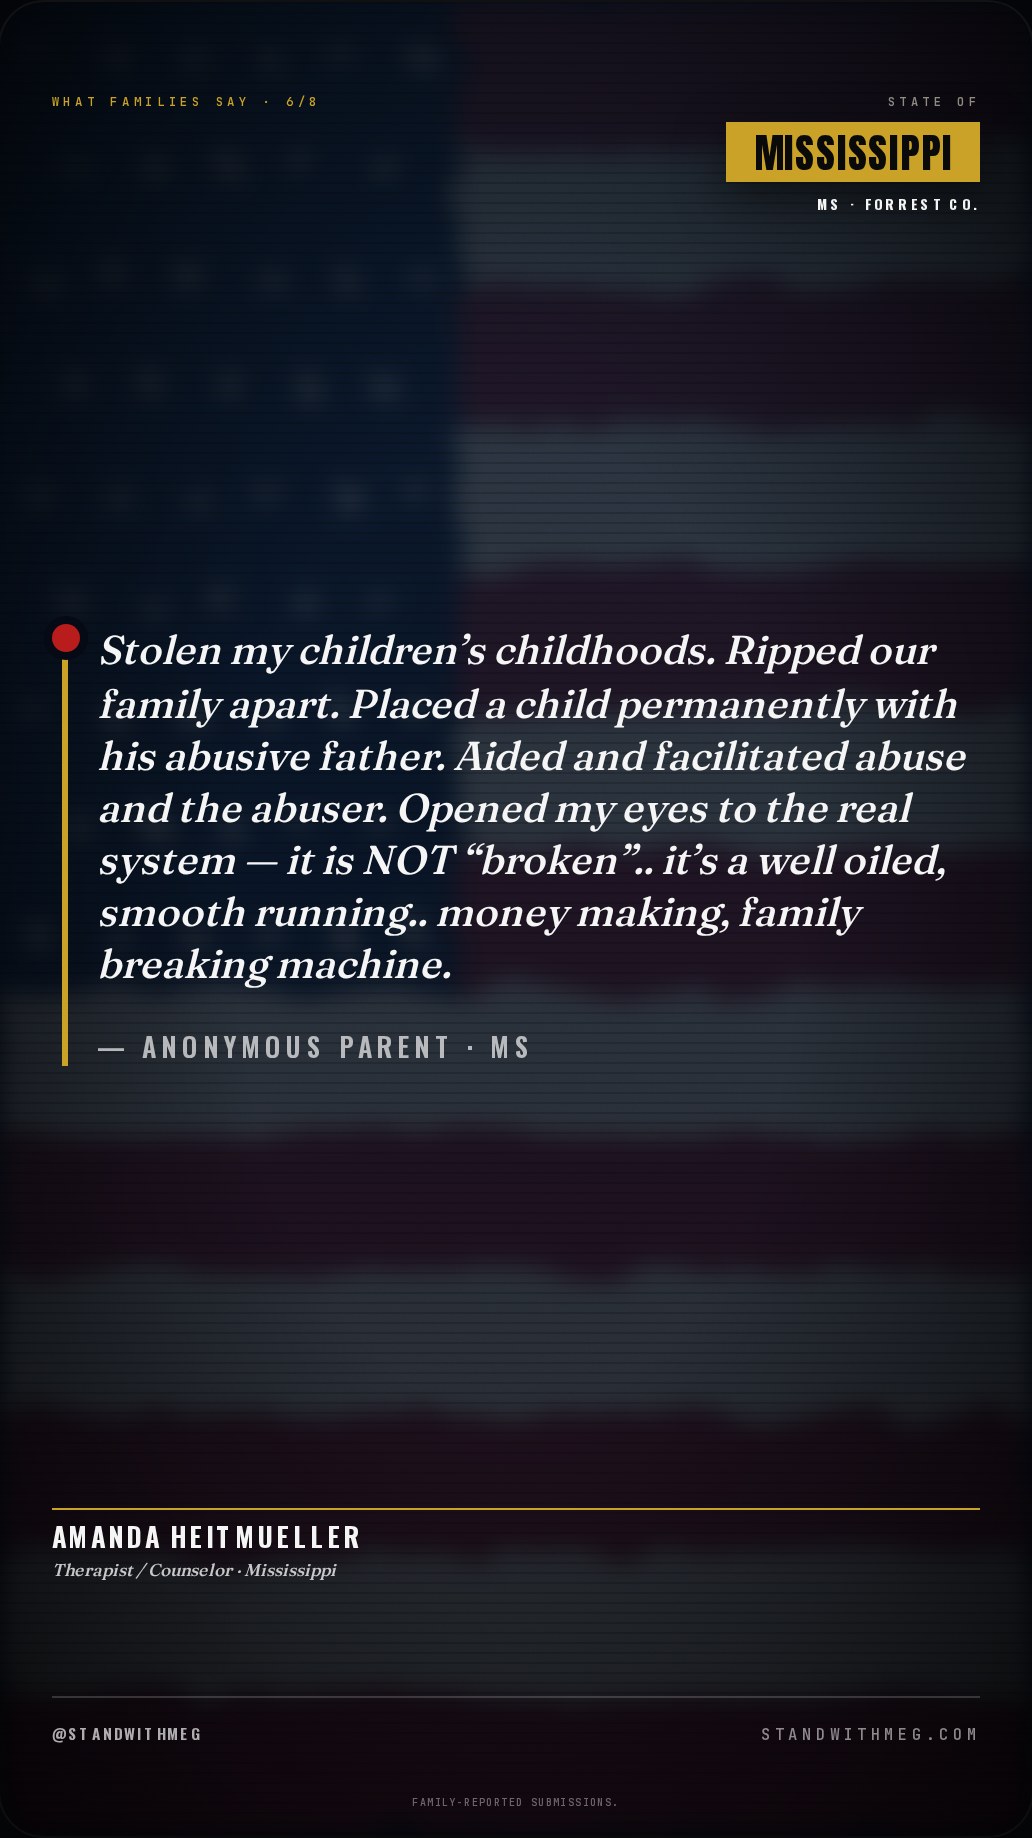 WHAT FAMILIES SAY · 6/8
STATE OF
MISSISSIPPI
MS · FORREST CO.
Stolen my children’s childhoods. Ripped our
family apart. Placed a child permanently with
his abusive father. Aided and facilitated abuse
and the abuser. Opened my eyes to the real
system — it is NOT “broken”.. it’s a well oiled,
smooth running.. money making, family
breaking machine.
— ANONYMOUS PARENT · MS
AMANDA HEITMUELLER
Therapist / Counselor · Mississippi
@STANDWITHMEG
STANDWITHMEG.COM
FAMILY-REPORTED SUBMISSIONS.